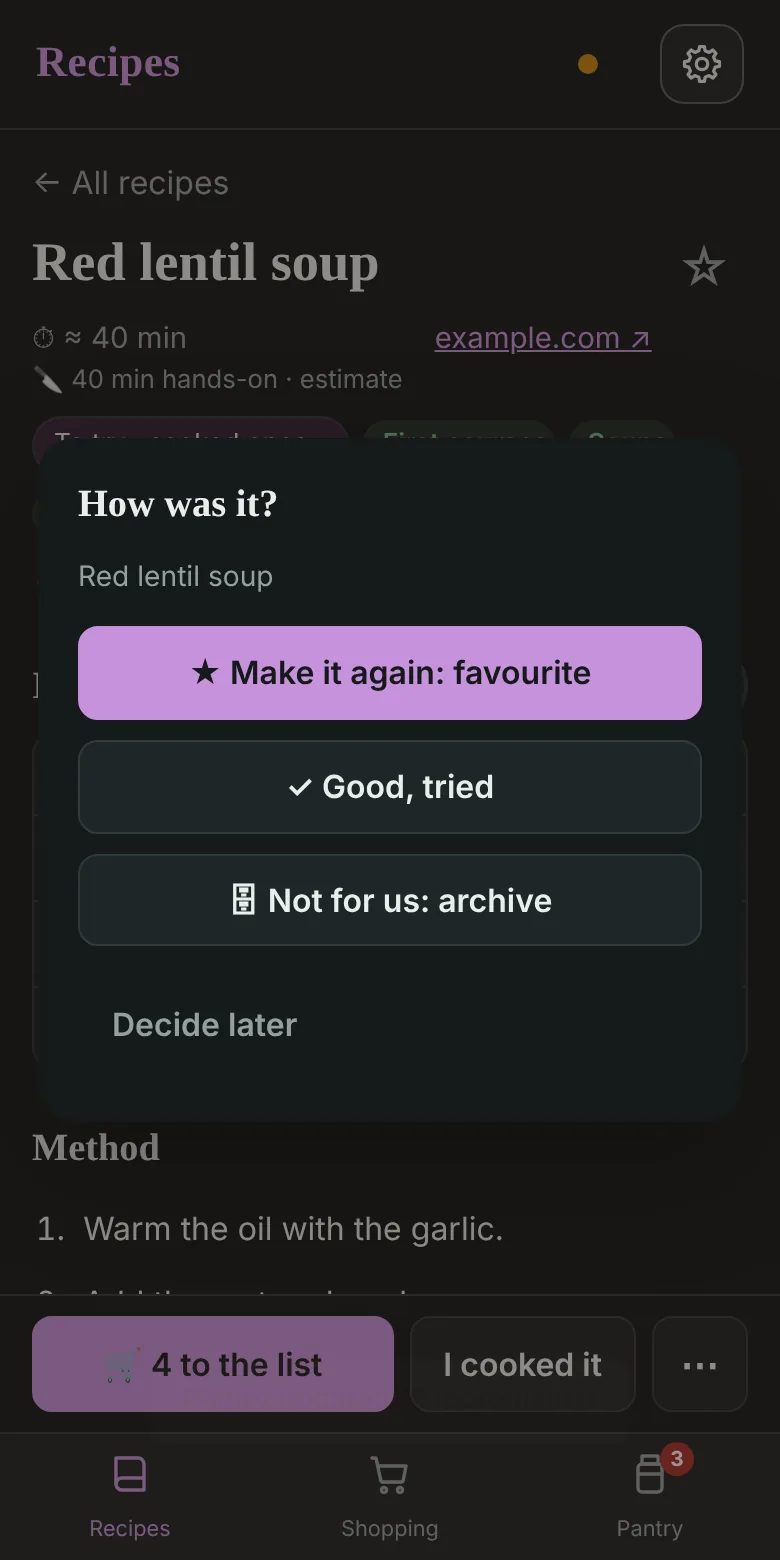 Recipes
← All recipes
Red lentil soup
⏱ ≈ 40 min
example.com ↗
🔪 40 min hands-on · estimate
How was it?
Red lentil soup
★ Make it again: favourite
✓ Good, tried
🗄 Not for us: archive
Decide later
Method
1. Warm the oil with the garlic.
🛒 4 to the list
I cooked it
...
3
Recipes
Shopping
Pantry